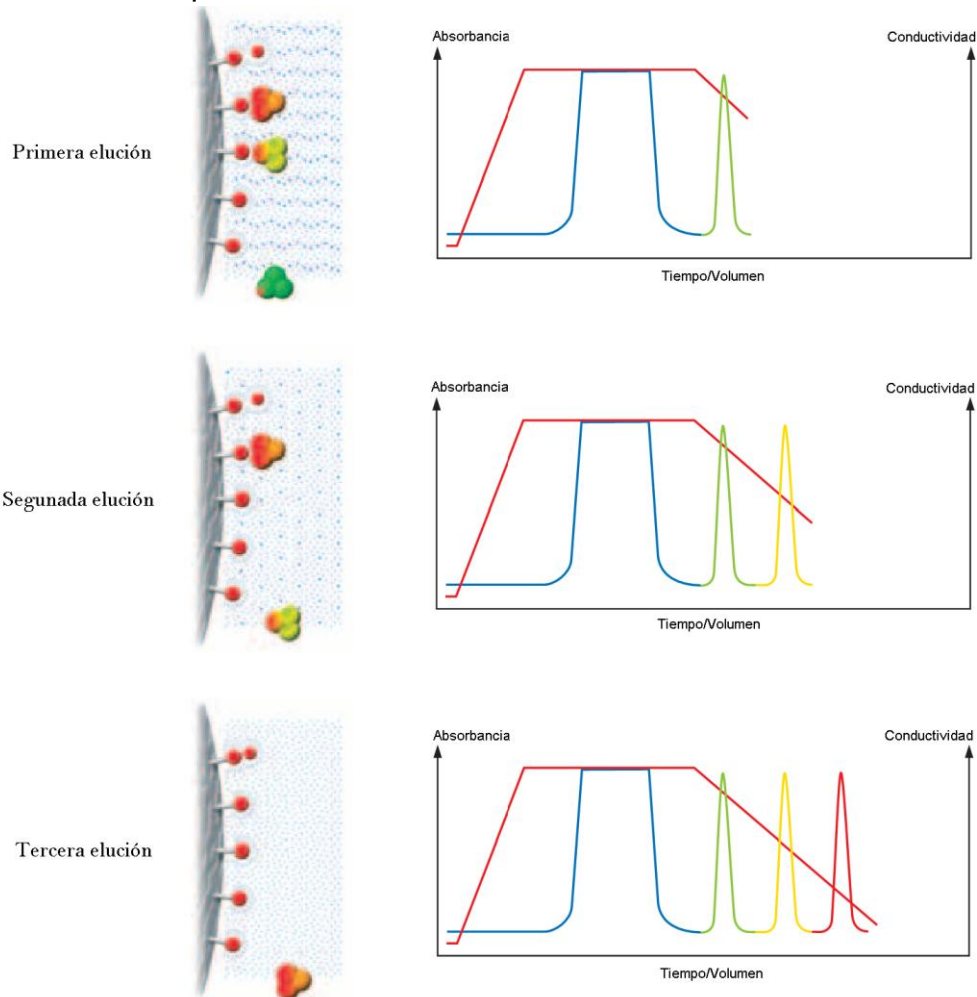 Absorbancia
Conductividad
Primera elución
Tiempo/Volumen
Absorbancia
Conductividad
Segunada elución
Tiempo/Volumen
Absorbancia
Conductividad
Tercera elución
Tiempo/Volumen